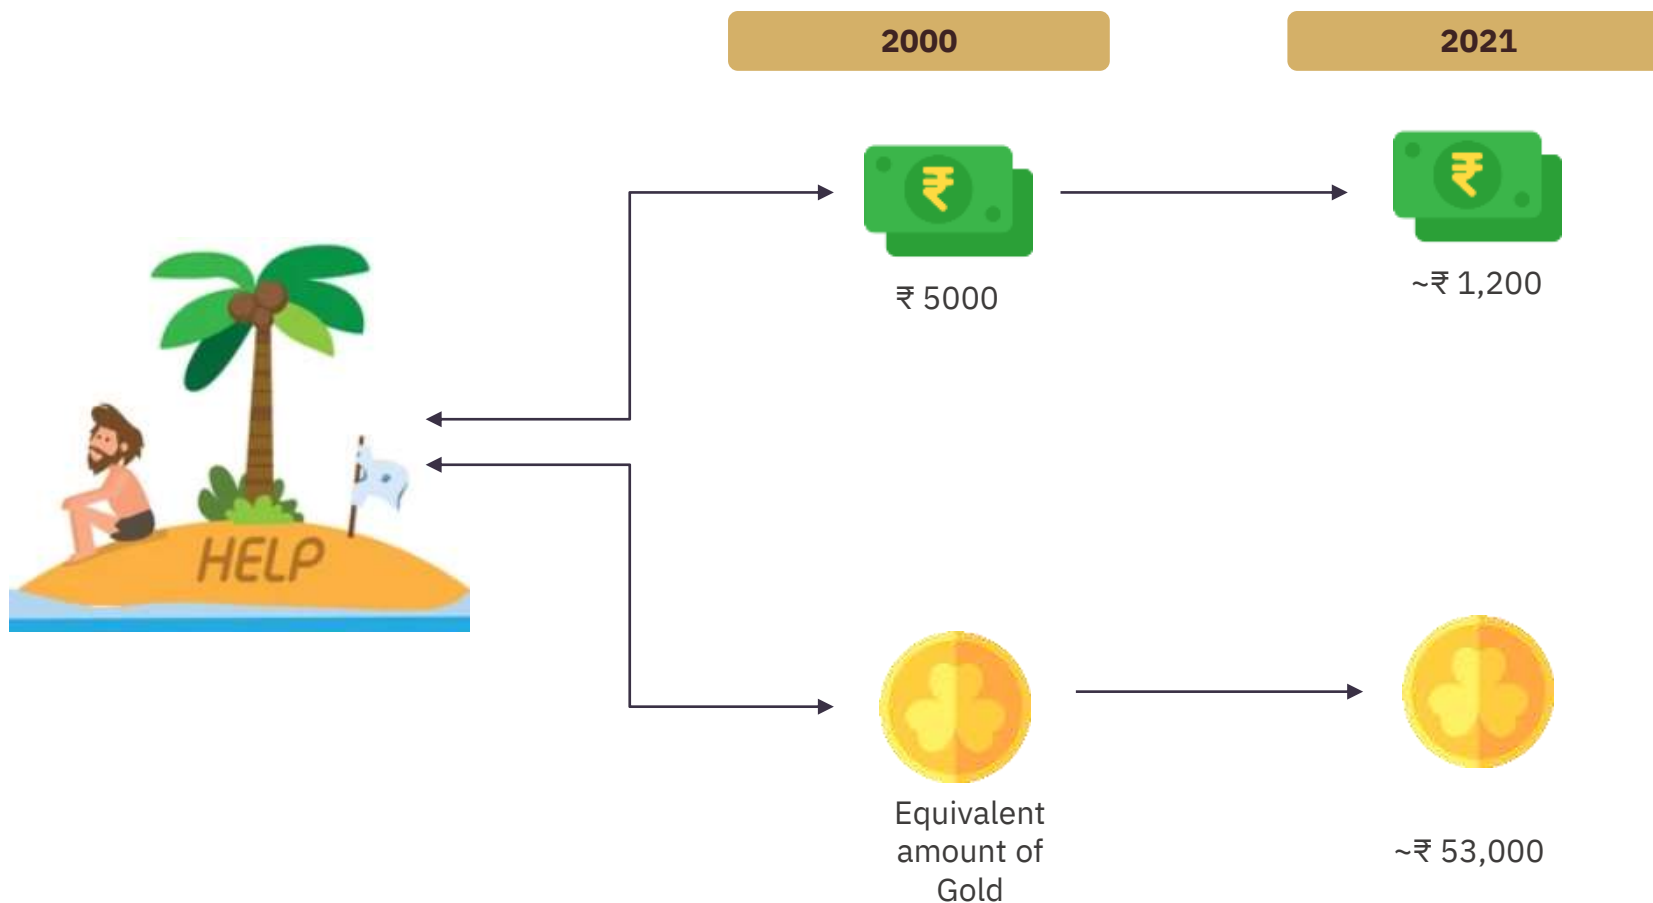 2000
2021
₹
₹
₹ 5000
~₹ 1,200
HELP
Equivalent
amount of
Gold
~₹ 53,000